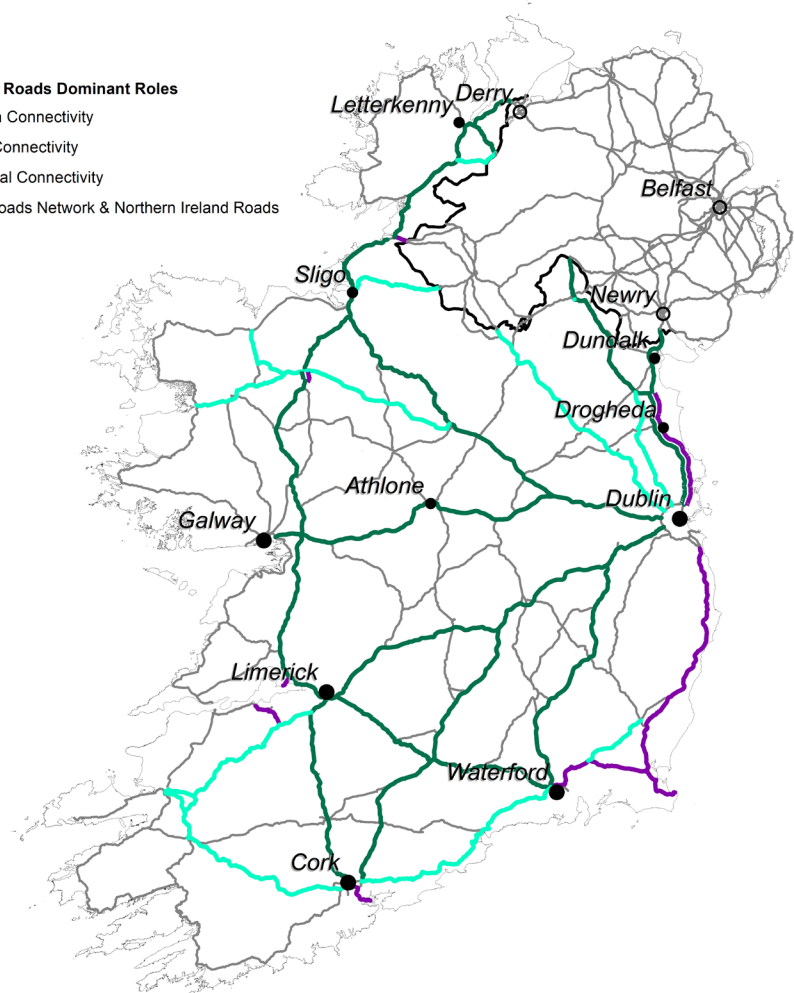 Roads Dominant Roles
Connectivity
Connectivity
al Connectivity
oads Network & Northern Ireland Roads
Derry
Letterkenny
Belfast
Sligo
Newry
Dundalk
Drogheda
Athlone
Dublin
Galway
Limerick
Waterford
Cork